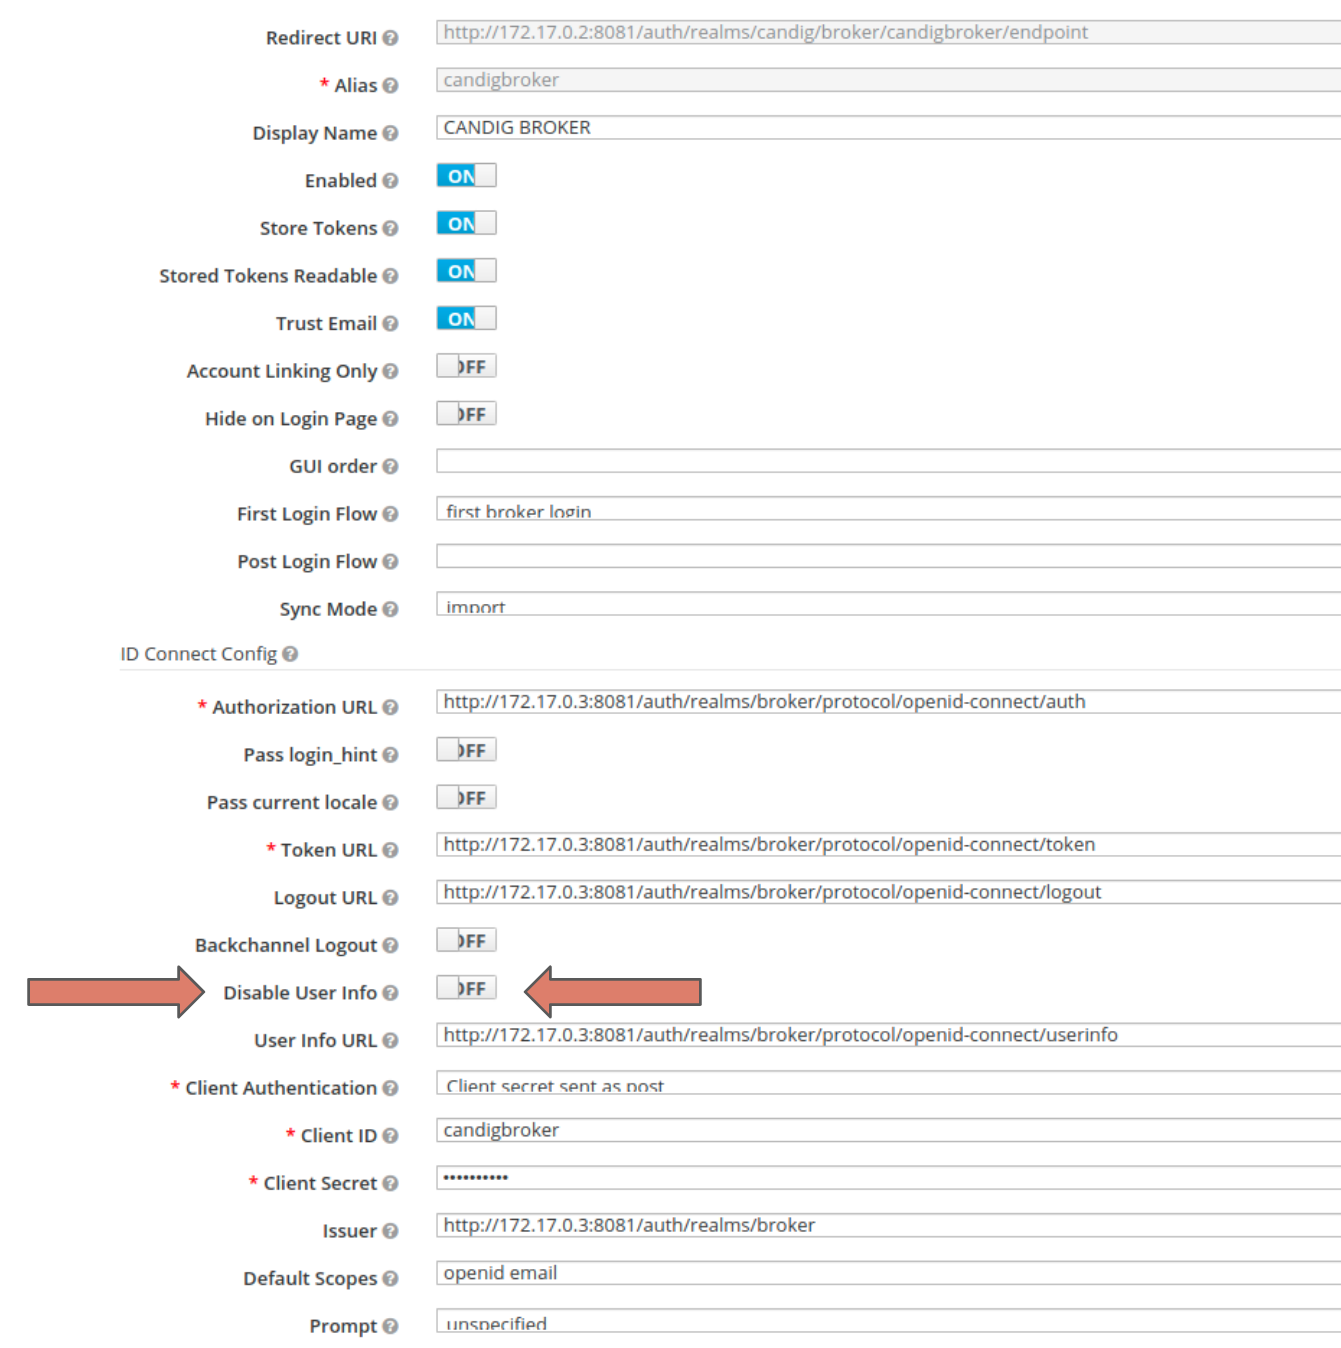 Redirect URI http://172.17.0.2:8081/auth/realms/candig/broker/candigbroker/endpoint
* Alias candigbroker
Display Name CANDIG BROKER
Enabled ON
Store Tokens ON
Stored Tokens Readable ON
Trust Email ON
Account Linking Only OFF
Hide on Login Page OFF
GUI order
First Login Flow first broker login
Post Login Flow
Sync Mode import
ID Connect Config
* Authorization URL http://172.17.0.3:8081/auth/realms/broker/protocol/openid-connect/auth
Pass login_hint OFF
Pass current locale OFF
* Token URL http://172.17.0.3:8081/auth/realms/broker/protocol/openid-connect/token
Logout URL http://172.17.0.3:8081/auth/realms/broker/protocol/openid-connect/logout
Backchannel Logout OFF
Disable User Info OFF
User Info URL http://172.17.0.3:8081/auth/realms/broker/protocol/openid-connect/userinfo
* Client Authentication Client secret sent as post
* Client ID candigbroker
* Client Secret ••••••••••
Issuer http://172.17.0.3:8081/auth/realms/broker
Default Scopes openid email
Prompt unspecified